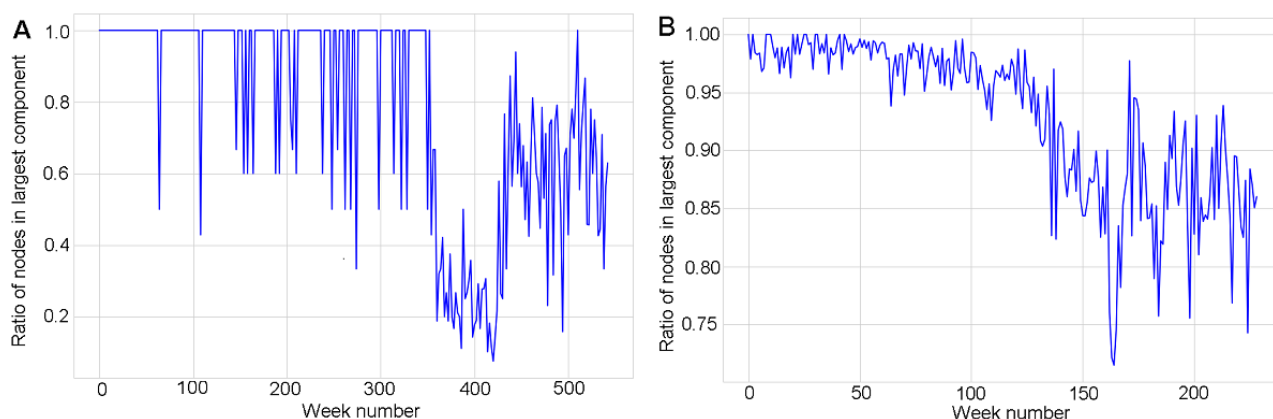 A
Ratio of nodes in largest component
1.0
0.8
0.6
0.4
0.2
0 100 200 300 400 500
Week number
B
Ratio of nodes in largest component
1.00
0.95
0.90
0.85
0.80
0.75
0 50 100 150 200
Week number